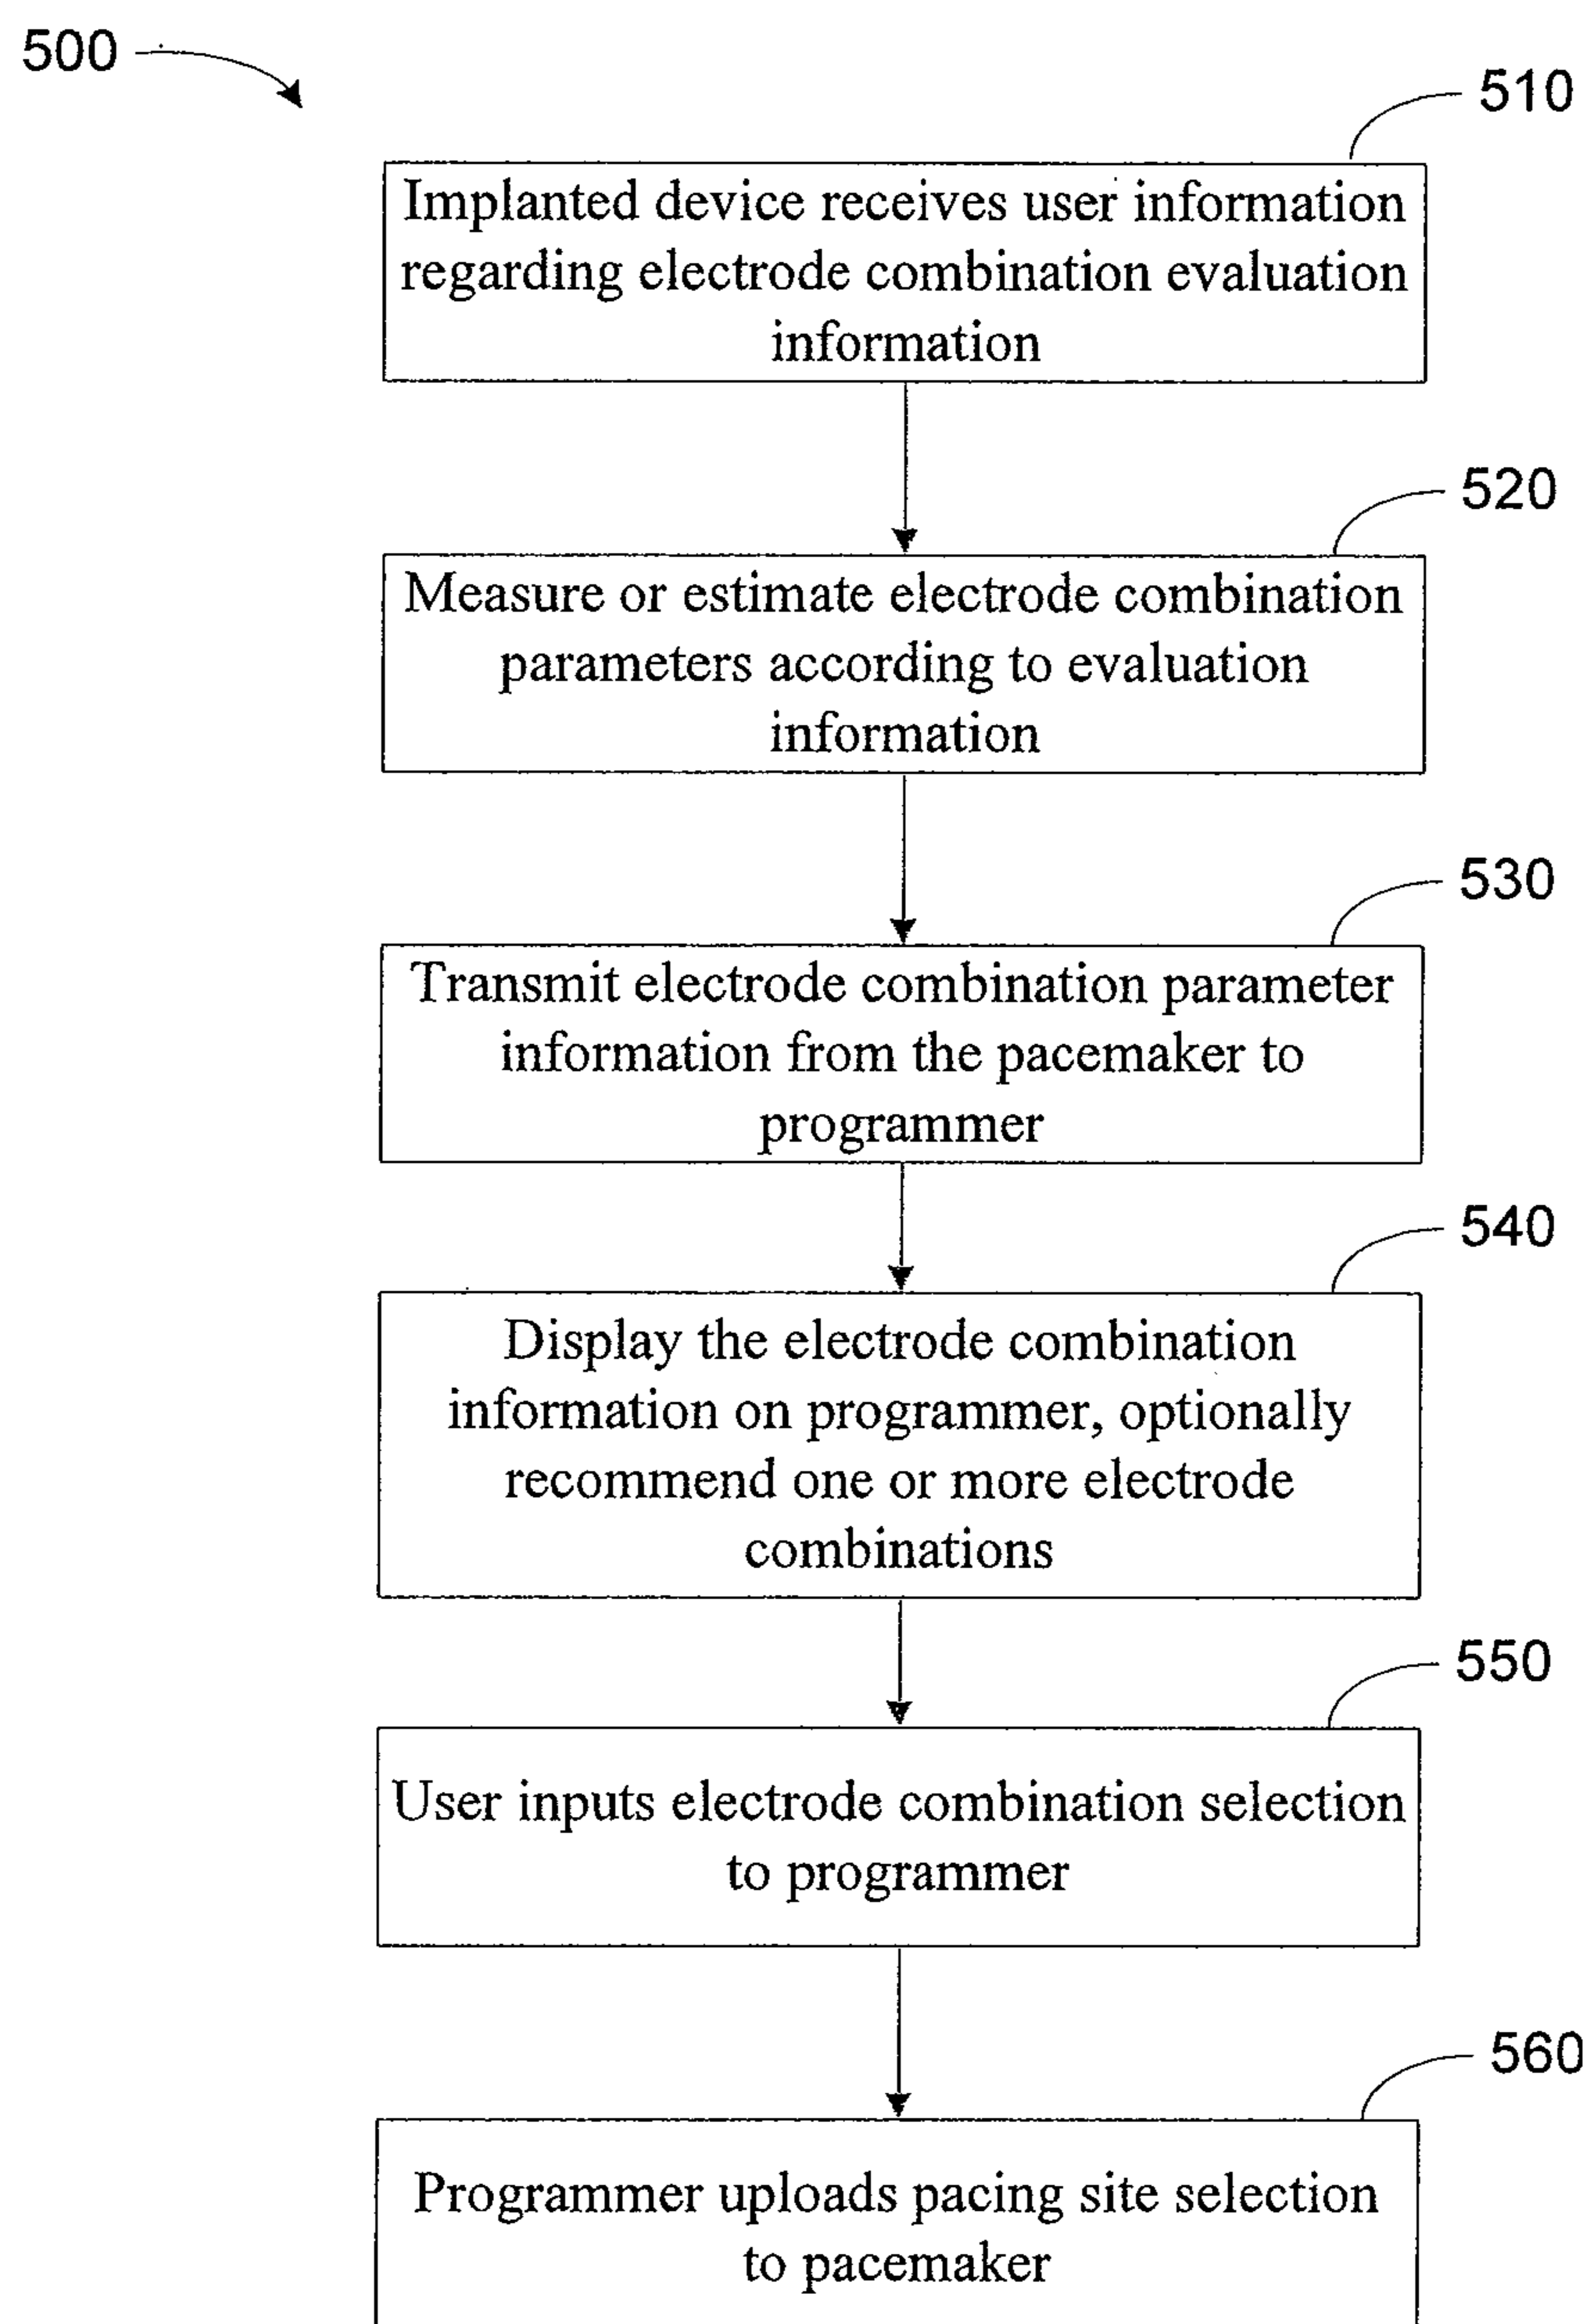 500
510
Implanted device receives user information
regarding electrode combination evaluation
information
520
Measure or estimate electrode combination
parameters according to evaluation
information
530
Transmit electrode combination parameter
information from the pacemaker to
programmer
540
Display the electrode combination
information on programmer, optionally
recommend one or more electrode
combinations
550
User inputs electrode combination selection
to programmer
560
Programmer uploads pacing site selection
to pacemaker